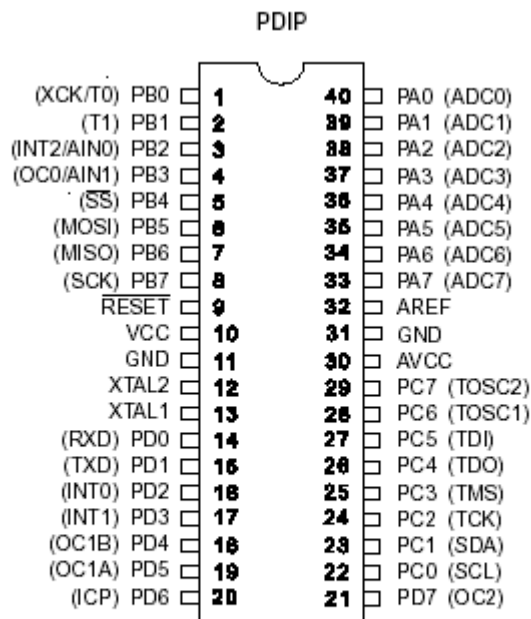 PDIP
(XCK/T0) PB0 1 40 PA0 (ADC0)
(T1) PB1 2 39 PA1 (ADC1)
(INT2/AIN0) PB2 3 38 PA2 (ADC2)
(OC0/AIN1) PB3 4 37 PA3 (ADC3)
(SS) PB4 5 36 PA4 (ADC4)
(MOSI) PB5 6 35 PA5 (ADC5)
(MISO) PB6 7 34 PA6 (ADC6)
(SCK) PB7 8 33 PA7 (ADC7)
RESET 9 32 AREF
VCC 10 31 GND
GND 11 30 AVCC
XTAL2 12 29 PC7 (TOSC2)
XTAL1 13 28 PC6 (TOSC1)
(RXD) PD0 14 27 PC5 (TDI)
(TXD) PD1 15 26 PC4 (TDO)
(INT0) PD2 16 25 PC3 (TMS)
(INT1) PD3 17 24 PC2 (TCK)
(OC1B) PD4 18 23 PC1 (SDA)
(OC1A) PD5 19 22 PC0 (SCL)
(ICP) PD6 20 21 PD7 (OC2)